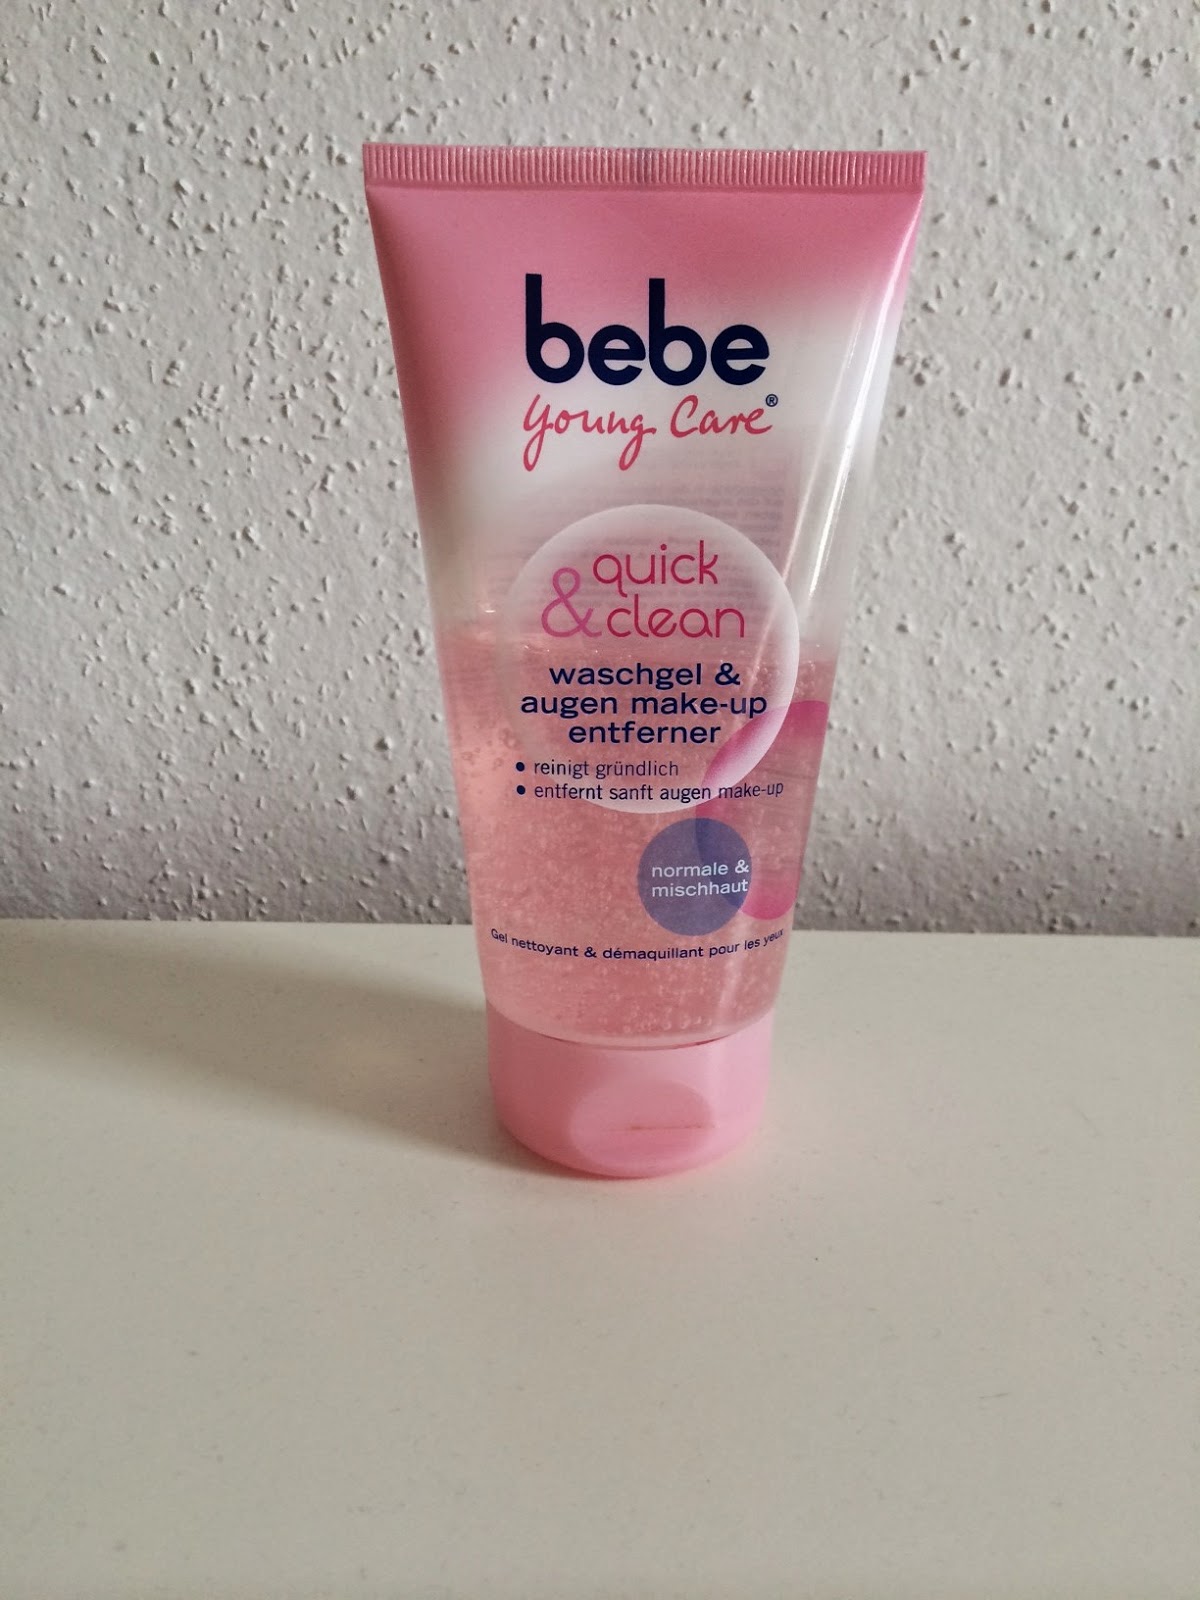 bebe
young care®
quick
& clean
waschgel &
augen make-up
entferner
• reinigt gründlich
• entfernt sanft augen make-up
normale &
mischhaut
Gel nettoyant & démaquillant pour les yeux